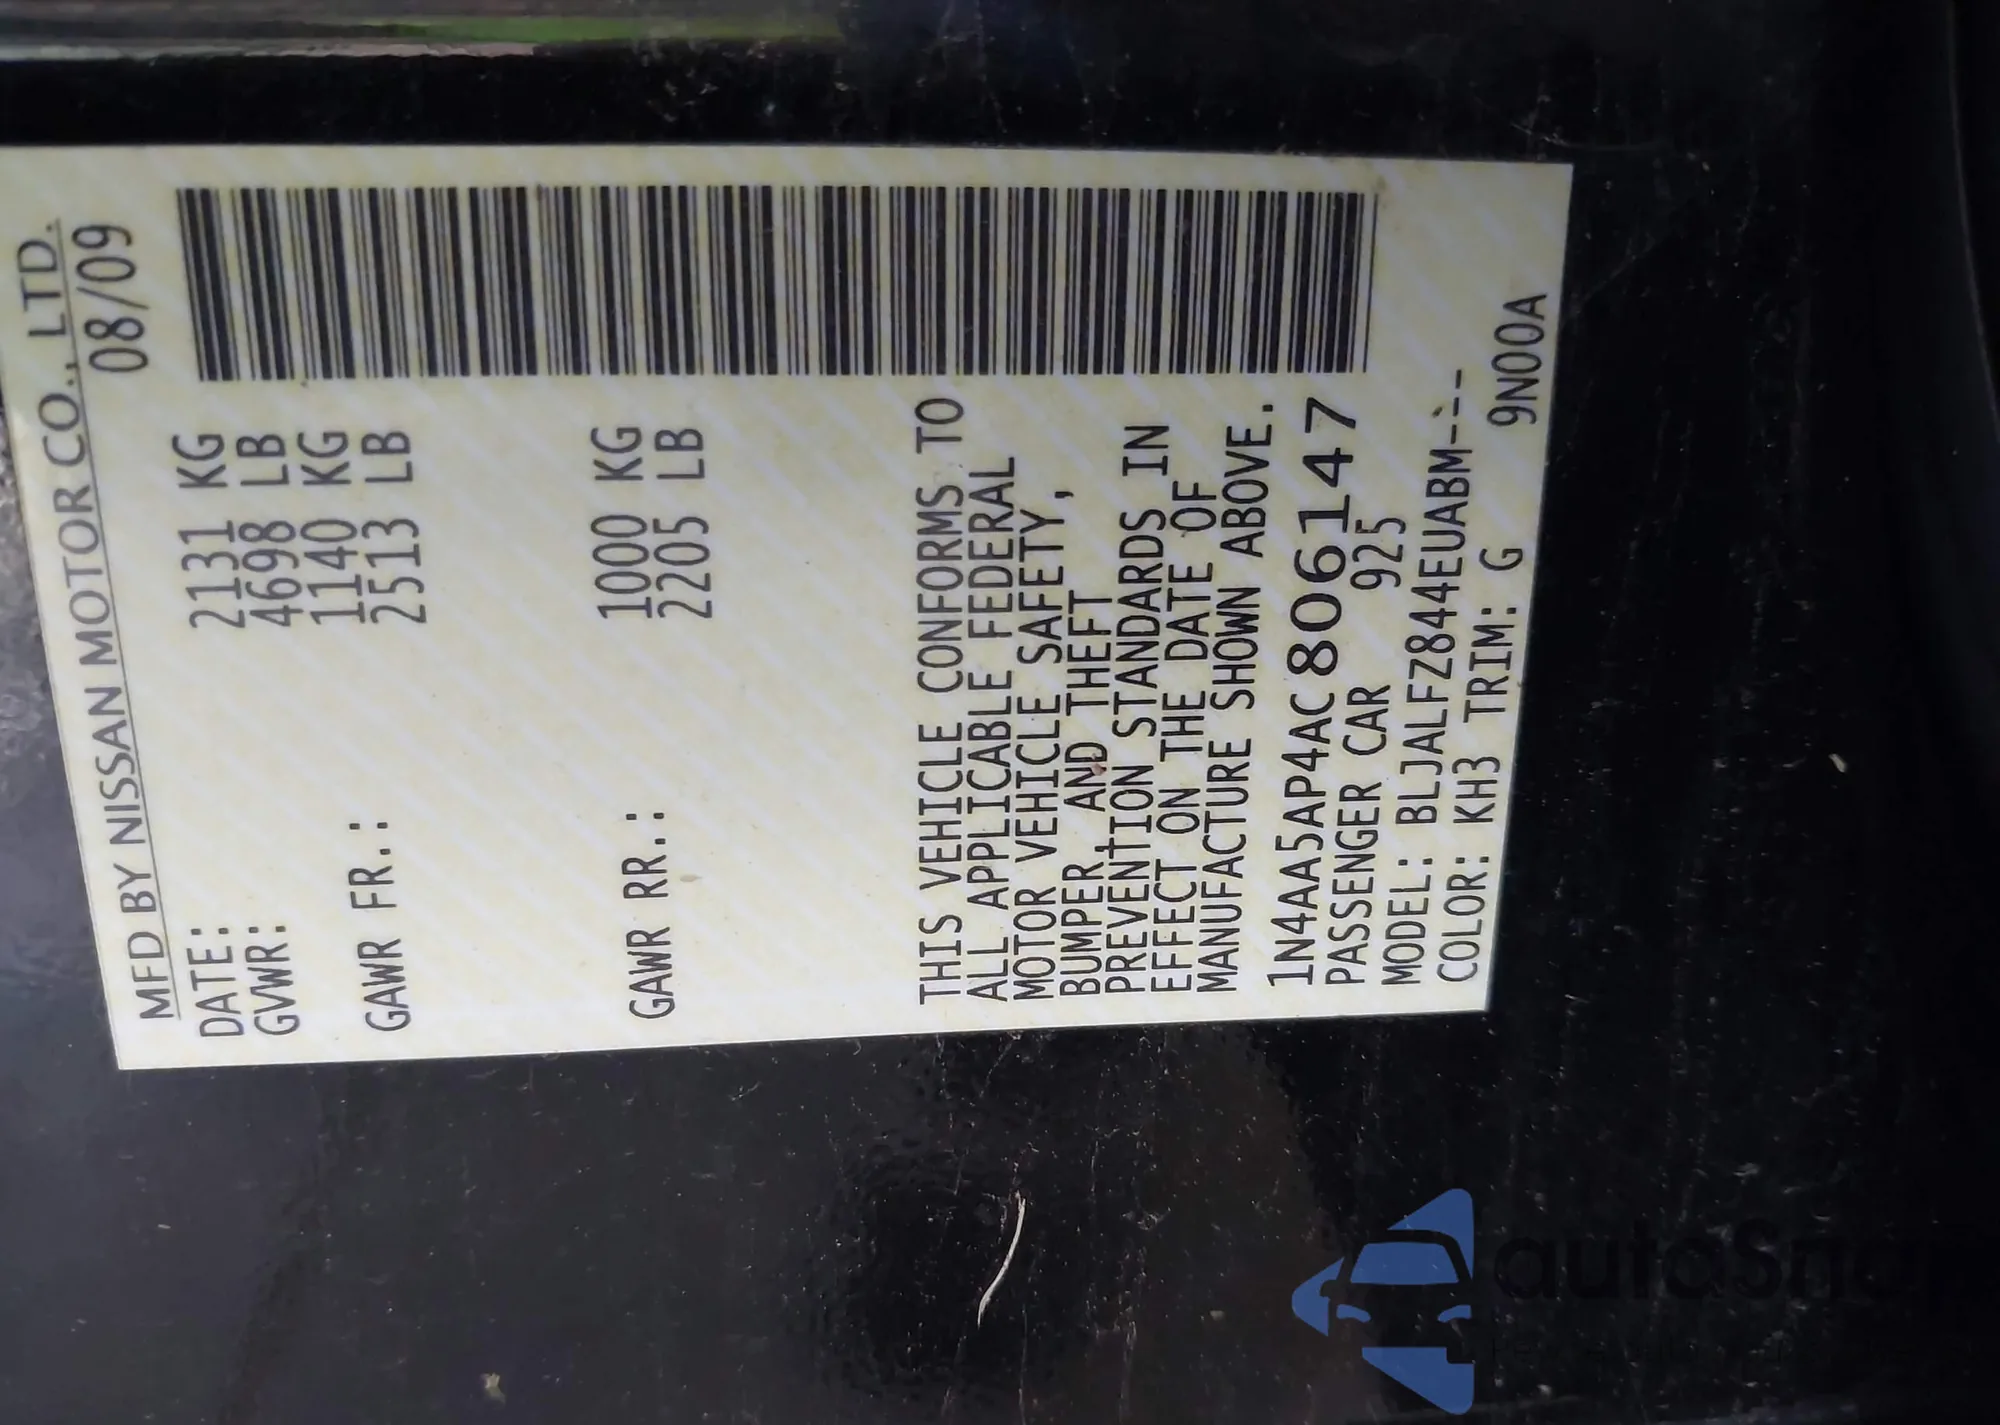 MFD BY NISSAN MOTOR CO., LTD.
DATE: 08/09
GVWR: 2131 KG
4698 LB
GAWR FR.: 1140 KG
2513 LB
GAWR RR.: 1000 KG
2205 LB
THIS VEHICLE CONFORMS TO
ALL APPLICABLE FEDERAL
MOTOR VEHICLE SAFETY,
BUMPER, AND THEFT
PREVENTION STANDARDS IN
EFFECT ON THE DATE OF
MANUFACTURE SHOWN ABOVE.
1N4AA5AP4AC806147
PASSENGER CAR 925
MODEL: BLJALFZ844EUABM----
COLOR: KH3 TRIM: G
9N00A